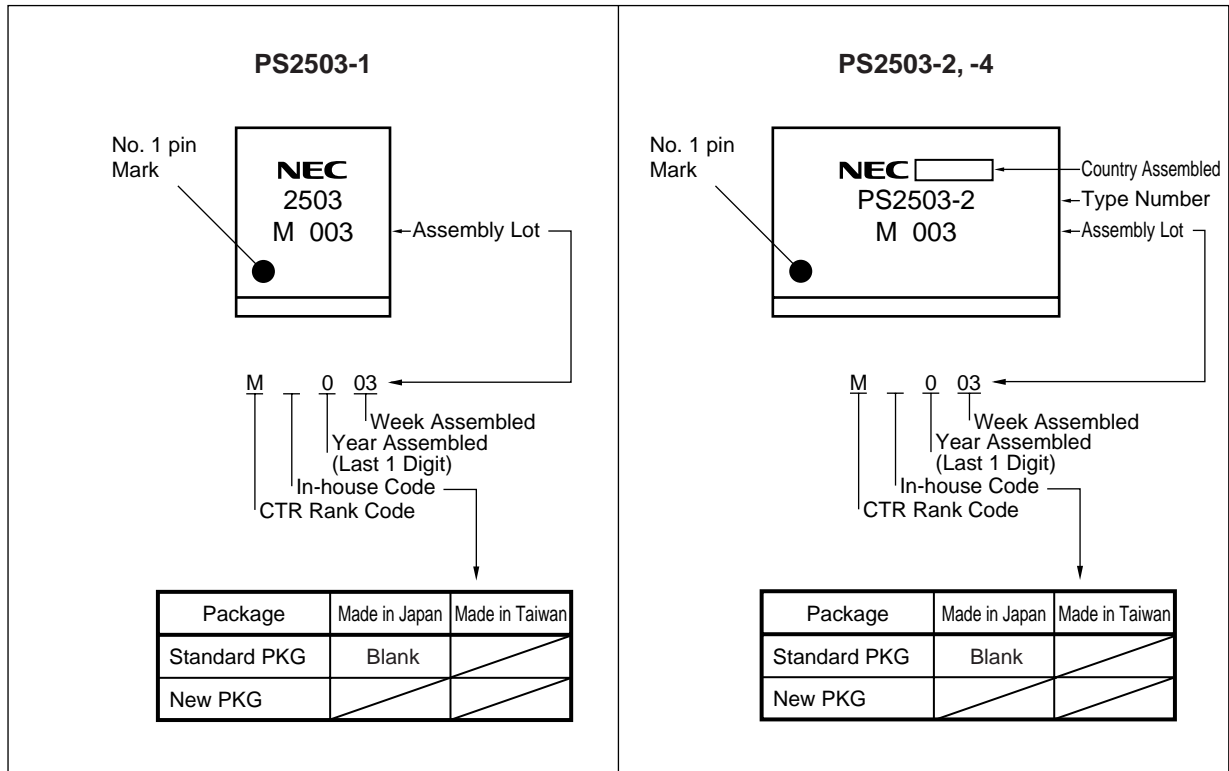 PS2503-1
No. 1 pin
Mark
NEC
2503
M 003
Assembly Lot
M 0 03
Week Assembled
Year Assembled
(Last 1 Digit)
In-house Code
CTR Rank Code
Package Made in Japan Made in Taiwan
Standard PKG Blank
New PKG
PS2503-2, -4
No. 1 pin
Mark
NEC Country Assembled
PS2503-2 Type Number
M 003 Assembly Lot
M 0 03
Week Assembled
Year Assembled
(Last 1 Digit)
In-house Code
CTR Rank Code
Package Made in Japan Made in Taiwan
Standard PKG Blank
New PKG